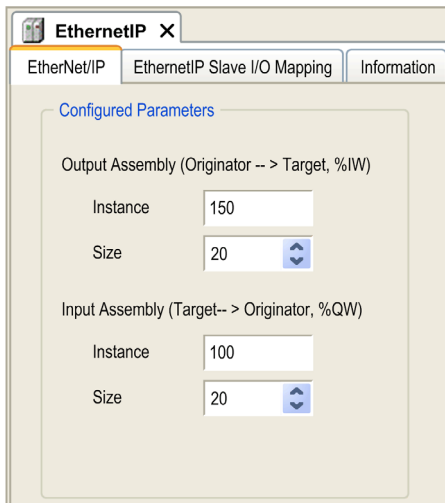 EthernetIP X
EtherNet/IP EthernetIP Slave I/O Mapping Information
Configured Parameters
Output Assembly (Originator -- > Target, %IW)
Instance 150
Size 20
Input Assembly (Target-- > Originator, %QW)
Instance 100
Size 20